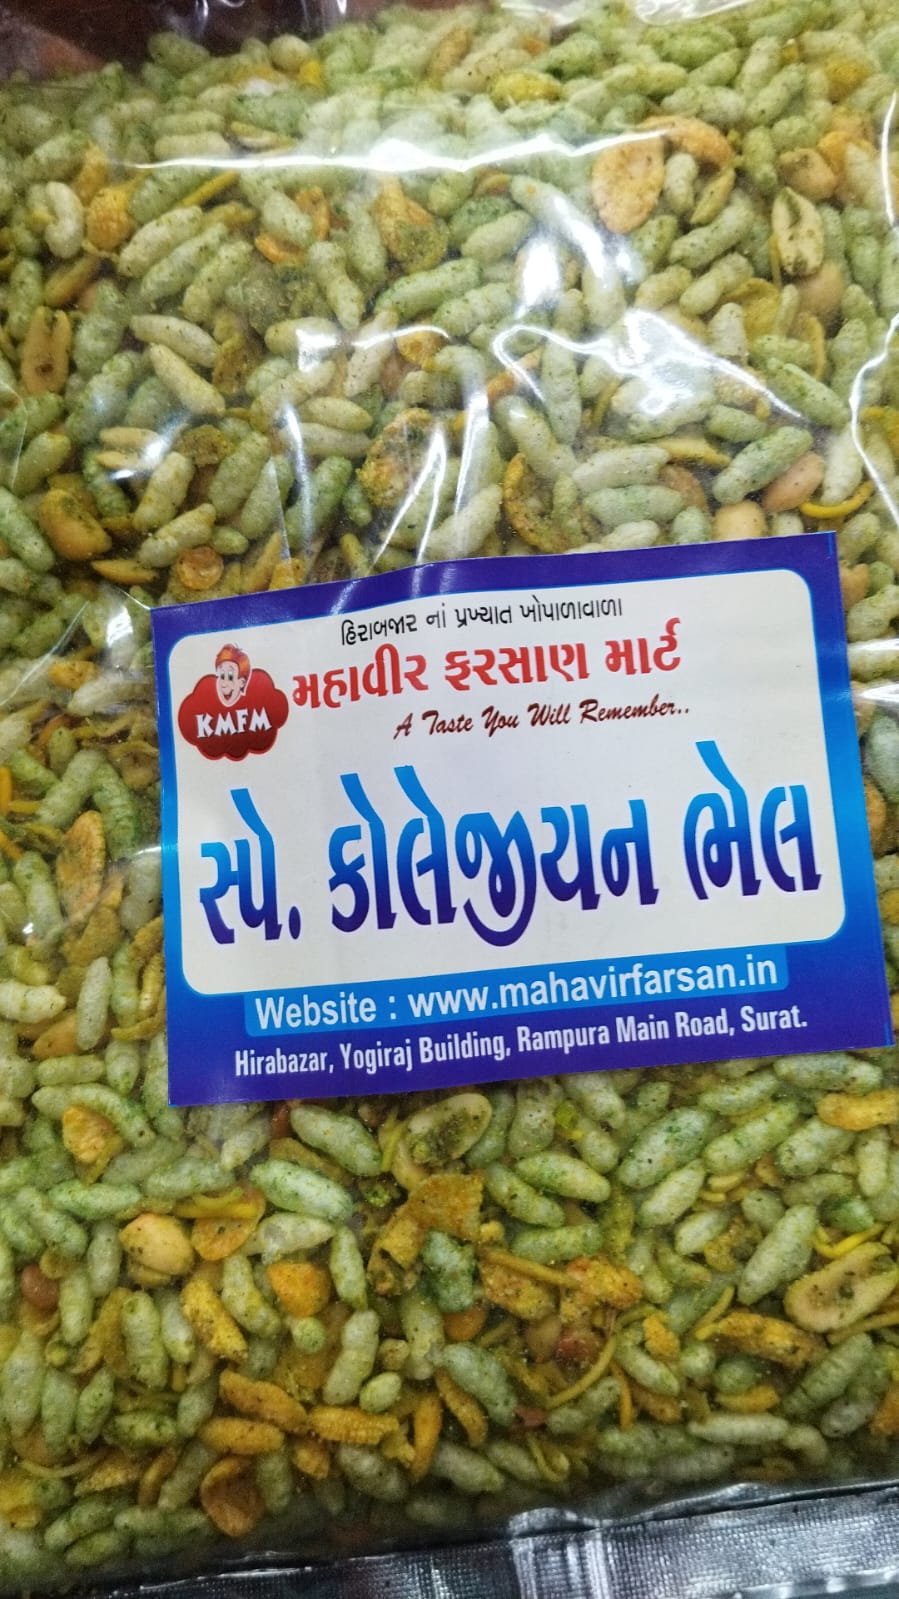 હિરાબજાર નાં પ્રખ્યાત ખોપાળાવાળા
KMFM
મહાવીર ફરસાણ માર્ટ
A Taste You Will Remember..
સ્પે. કોલેજીયન ભેલ
Website : www.mahavirfarsan.in
Hirabazar, Yogiraj Building, Rampura Main Road, Surat.